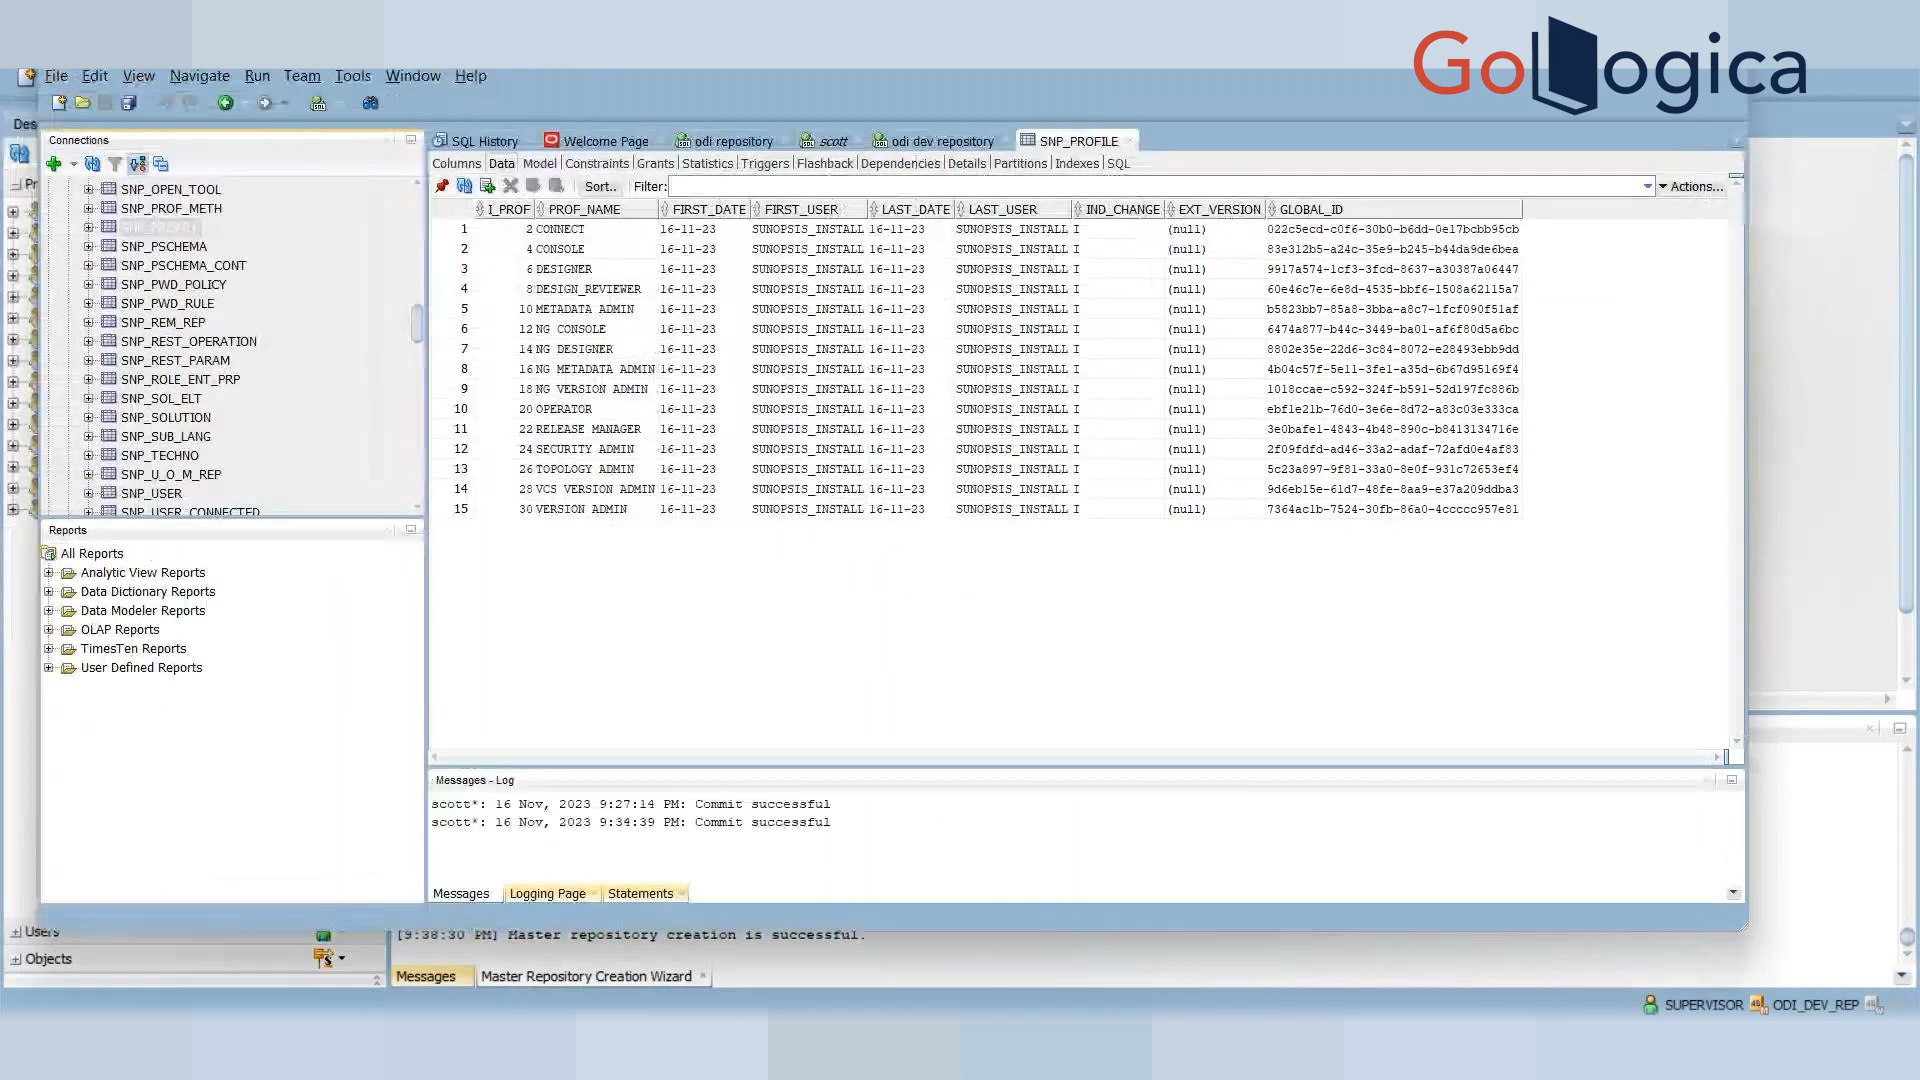 GoLogica
File Edit View Navigate Run Team Tools Window Help
Des
Connections
SQL History Welcome Page odi repository scott odi dev repository SNP_PROFILE
Columns Data Model Constraints Grants Statistics Triggers Flashback Dependencies Details Partitions Indexes SQL
Sort.. Filter: Actions...
Pr
SNP_OPEN_TOOL
SNP_PROF_METH
SNP_PSCHEMA
SNP_PSCHEMA_CONT
SNP_PWD_POLICY
SNP_PWD_RULE
SNP_REM_REP
SNP_REST_OPERATION
SNP_REST_PARAM
SNP_ROLE_ENT_PRP
SNP_SOL_ELT
SNP_SOLUTION
SNP_SUB_LANG
SNP_TECHNO
SNP_U_O_M_REP
SNP_USER
SNP_USER_CONNECTED
I_PROF PROF_NAME FIRST_DATE FIRST_USER LAST_DATE LAST_USER IND_CHANGE EXT_VERSION GLOBAL_ID
1 2 CONNECT 16-11-23 SUNOPSIS_INSTALL 16-11-23 SUNOPSIS_INSTALL I (null) 022c5ecd-c0f6-30b0-b6dd-0e17bcbb95cb
2 4 CONSOLE 16-11-23 SUNOPSIS_INSTALL 16-11-23 SUNOPSIS_INSTALL I (null) 83e312b5-a24c-35e9-b245-b44da9de6bea
3 6 DESIGNER 16-11-23 SUNOPSIS_INSTALL 16-11-23 SUNOPSIS_INSTALL I (null) 9917a574-1cf3-3fcd-8637-a30387a06447
4 8 DESIGN_REVIEWER 16-11-23 SUNOPSIS_INSTALL 16-11-23 SUNOPSIS_INSTALL I (null) 60e46c7e-6e8d-4535-bbf6-1508a62115a7
5 10 METADATA ADMIN 16-11-23 SUNOPSIS_INSTALL 16-11-23 SUNOPSIS_INSTALL I (null) b5823bb7-85a8-3bba-a8c7-1fcf090f51af
6 12 NG CONSOLE 16-11-23 SUNOPSIS_INSTALL 16-11-23 SUNOPSIS_INSTALL I (null) 6474a877-b44c-3449-ba01-af6f80d5a6bc
7 14 NG DESIGNER 16-11-23 SUNOPSIS_INSTALL 16-11-23 SUNOPSIS_INSTALL I (null) 8802e35e-22d6-3c84-8072-e28493ebb9dd
8 16 NG METADATA ADMIN 16-11-23 SUNOPSIS_INSTALL 16-11-23 SUNOPSIS_INSTALL I (null) 4b04c57f-5e11-3fe1-a35d-6b67d95169f4
9 18 NG VERSION ADMIN 16-11-23 SUNOPSIS_INSTALL 16-11-23 SUNOPSIS_INSTALL I (null) 1018ccae-c592-324f-b591-52d197fc886b
10 20 OPERATOR 16-11-23 SUNOPSIS_INSTALL 16-11-23 SUNOPSIS_INSTALL I (null) ebf1e21b-76d0-3e6e-8d72-a83c03e333ca
11 22 RELEASE MANAGER 16-11-23 SUNOPSIS_INSTALL 16-11-23 SUNOPSIS_INSTALL I (null) 3e0bafe1-4843-4b48-890c-b8413134716e
12 24 SECURITY ADMIN 16-11-23 SUNOPSIS_INSTALL 16-11-23 SUNOPSIS_INSTALL I (null) 2f09fdfd-ad46-33a2-adaf-72afd0e4af83
13 26 TOPOLOGY ADMIN 16-11-23 SUNOPSIS_INSTALL 16-11-23 SUNOPSIS_INSTALL I (null) 5c23a897-9f81-33a0-8e0f-931c72653ef4
14 28 VCS VERSION ADMIN 16-11-23 SUNOPSIS_INSTALL 16-11-23 SUNOPSIS_INSTALL I (null) 9d6eb15e-61d7-48fe-8aa9-e37a209ddba3
15 30 VERSION ADMIN 16-11-23 SUNOPSIS_INSTALL 16-11-23 SUNOPSIS_INSTALL I (null) 7364ac1b-7524-30fb-86a0-4ccccc957e81
Reports
All Reports
Analytic View Reports
Data Dictionary Reports
Data Modeler Reports
OLAP Reports
TimesTen Reports
User Defined Reports
Messages - Log
scott*: 16 Nov, 2023 9:27:14 PM: Commit successful
scott*: 16 Nov, 2023 9:34:39 PM: Commit successful
Messages Logging Page Statements
Users
Objects
[9:38:30 PM] Master repository creation is successful.
Messages Master Repository Creation Wizard
SUPERVISOR ODI_DEV_REP